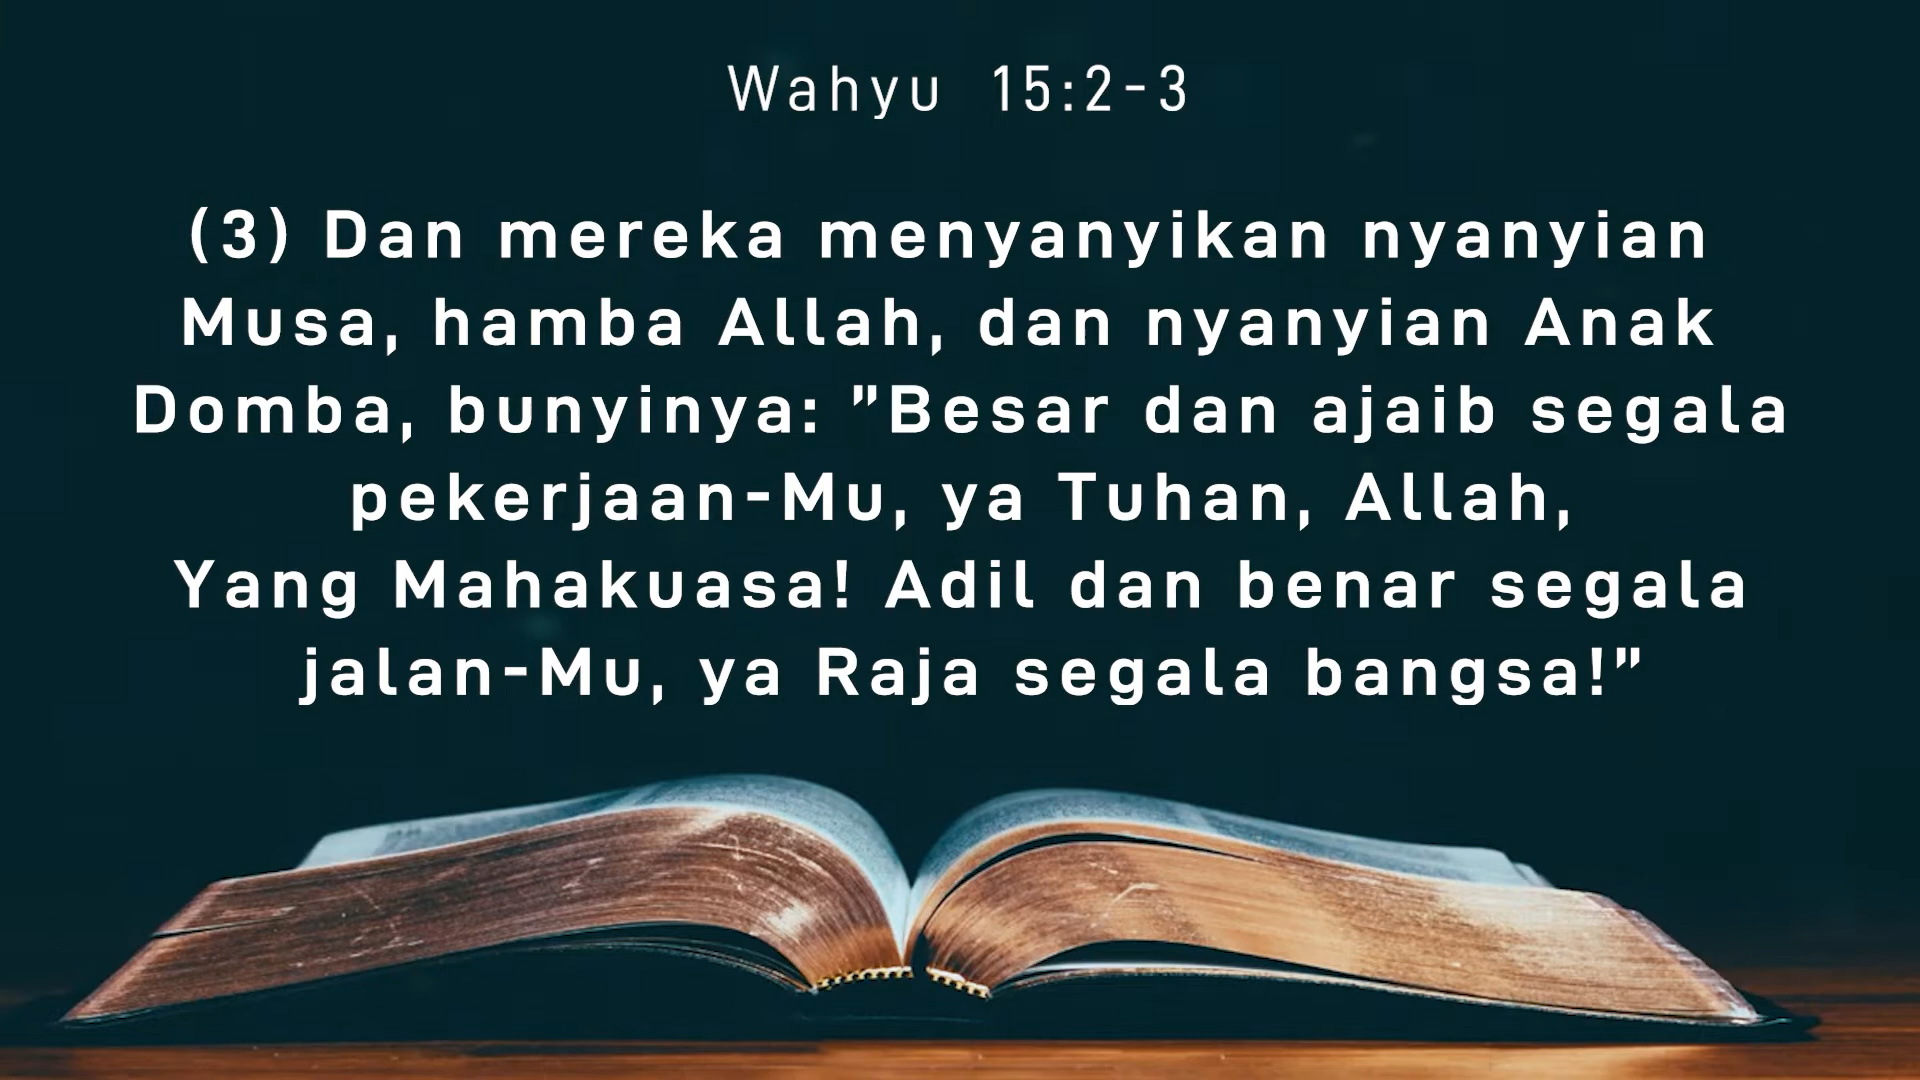 Wahyu 15:2-3
(3) Dan mereka menyanyikan nyanyian
Musa, hamba Allah, dan nyanyian Anak
Domba, bunyinya: ”Besar dan ajaib segala
pekerjaan-Mu, ya Tuhan, Allah,
Yang Mahakuasa! Adil dan benar segala
jalan-Mu, ya Raja segala bangsa!”